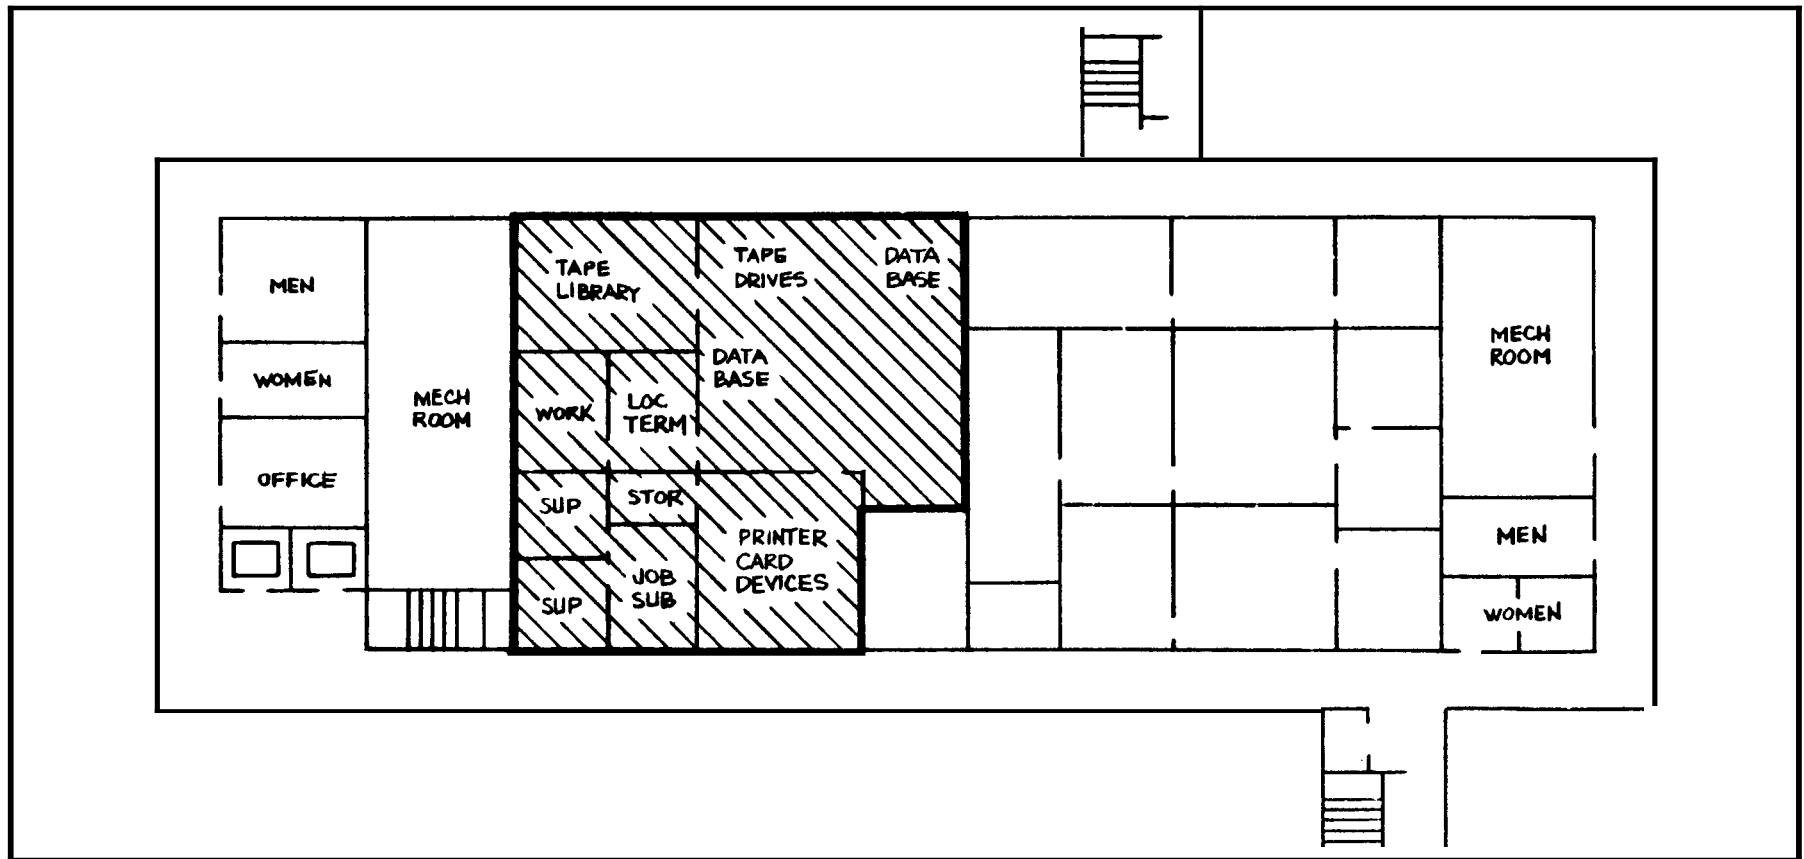 MEN
WOMEN
OFFICE
MECH
ROOM
TAPE
LIBRARY
TAPE
DRIVES
DATA
BASE
DATA
BASE
WORK
LOC
TERM
SUP
STOR
SUP
JOB
SUB
PRINTER
CARD
DEVICES
MECH
ROOM
MEN
WOMEN